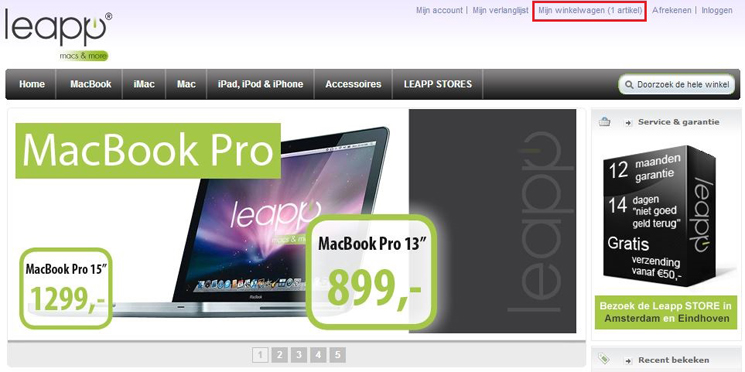 leapp®
macs & more
Mijn account | Mijn verlanglijst | Mijn winkelwagen (1 artikel) | Afrekenen | Inloggen
Home MacBook iMac Mac iPad, iPod & iPhone Accessoires LEAPP STORES
Doorzoek de hele winkel
MacBook Pro
leapp
macs & more
MacBook Pro 15”
1299,-
MacBook Pro 13”
899,-
MacBook
leapp
1 2 3 4 5
Service & garantie
12 maanden garantie
14 dagen
"niet goed
geld terug"
Gratis
verzending
vanaf €50,-
leapp
Bezoek de Leapp STORE in
Amsterdam en Eindhoven
Recent bekeken